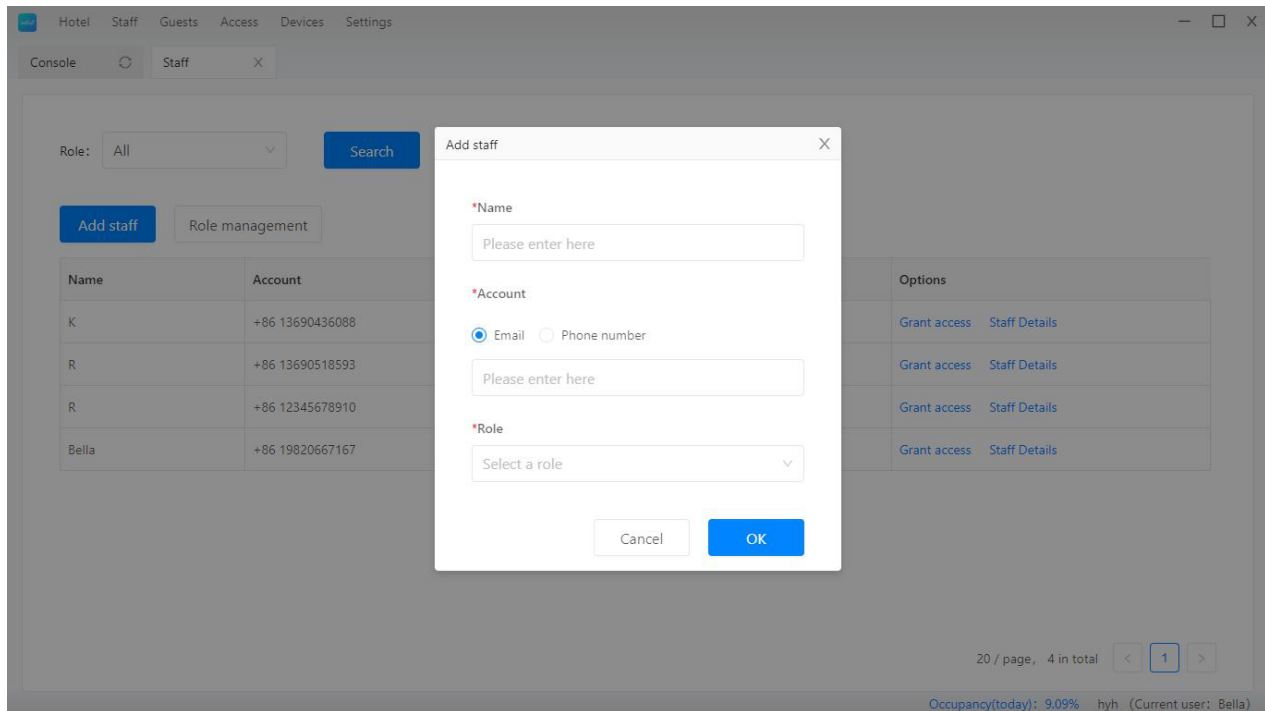 Hotel Staff Guests Access Devices Settings
Console Staff X
Role: All Search
Add staff X
*Name
Please enter here
*Account
Email Phone number
Please enter here
*Role
Select a role
Cancel OK
Add staff Role management
Name Account Options
K +86 13690436088 Grant access Staff Details
R +86 13690518593 Grant access Staff Details
R +86 12345678910 Grant access Staff Details
Bella +86 19820667167 Grant access Staff Details
20 / page, 4 in total < 1 >
Occupancy(today): 9.09% hyh (Current user: Bella)